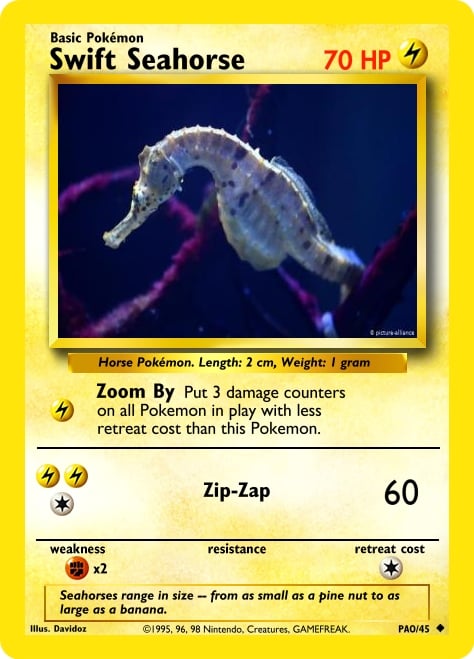 Basic Pokémon
Swift Seahorse 70 HP
© picture-alliance
Horse Pokémon. Length: 2 cm, Weight: 1 gram
Zoom By Put 3 damage counters
on all Pokemon in play with less
retreat cost than this Pokemon.
Zip-Zap 60
weakness resistance retreat cost
x2
Seahorses range in size -- from as small as a pine nut to as
large as a banana.
Illus. Davidoz ©1995, 96, 98 Nintendo, Creatures, GAMEFREAK. PAO/45